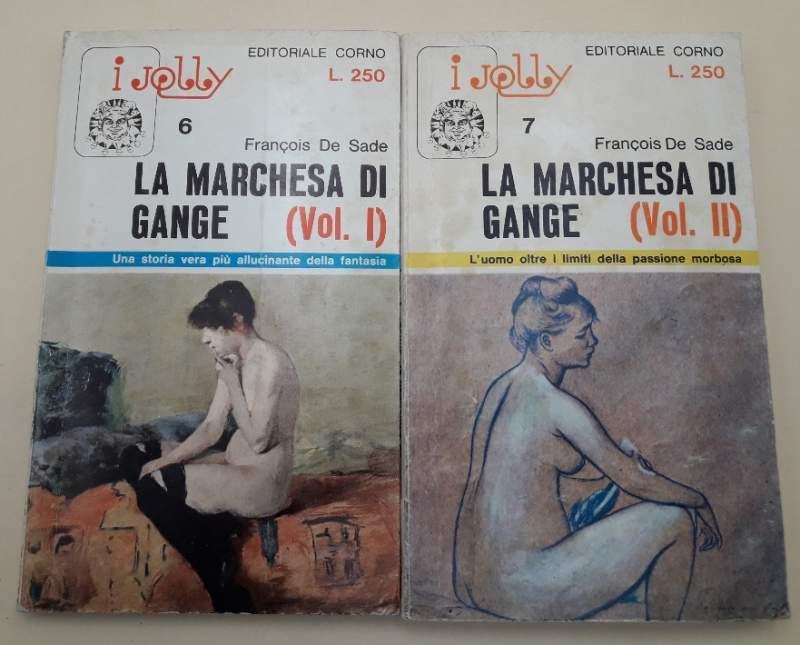 i Jolly
EDITORIALE CORNO
L. 250
6
François De Sade
LA MARCHESA DI
GANGE (Vol. I)
Una storia vera più allucinante della fantasia
i Jolly
EDITORIALE CORNO
L. 250
7
François De Sade
LA MARCHESA DI
GANGE (Vol. II)
L'uomo oltre i limiti della passione morbosa